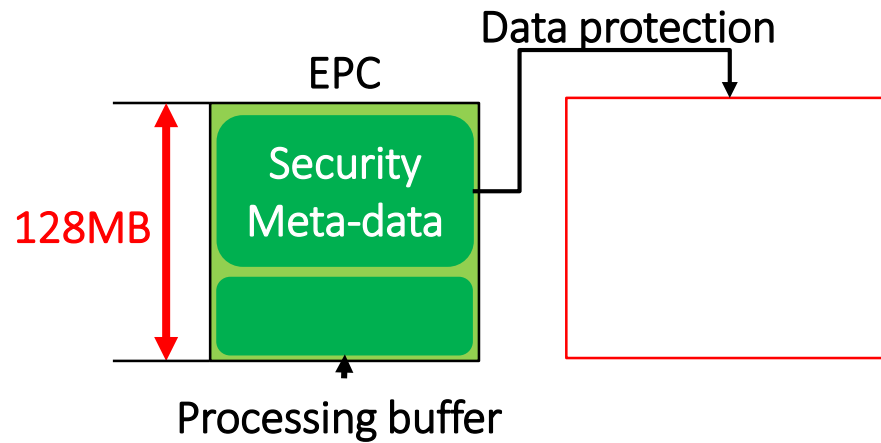 Data protection
EPC
Security
Meta-data
128MB
Processing buffer